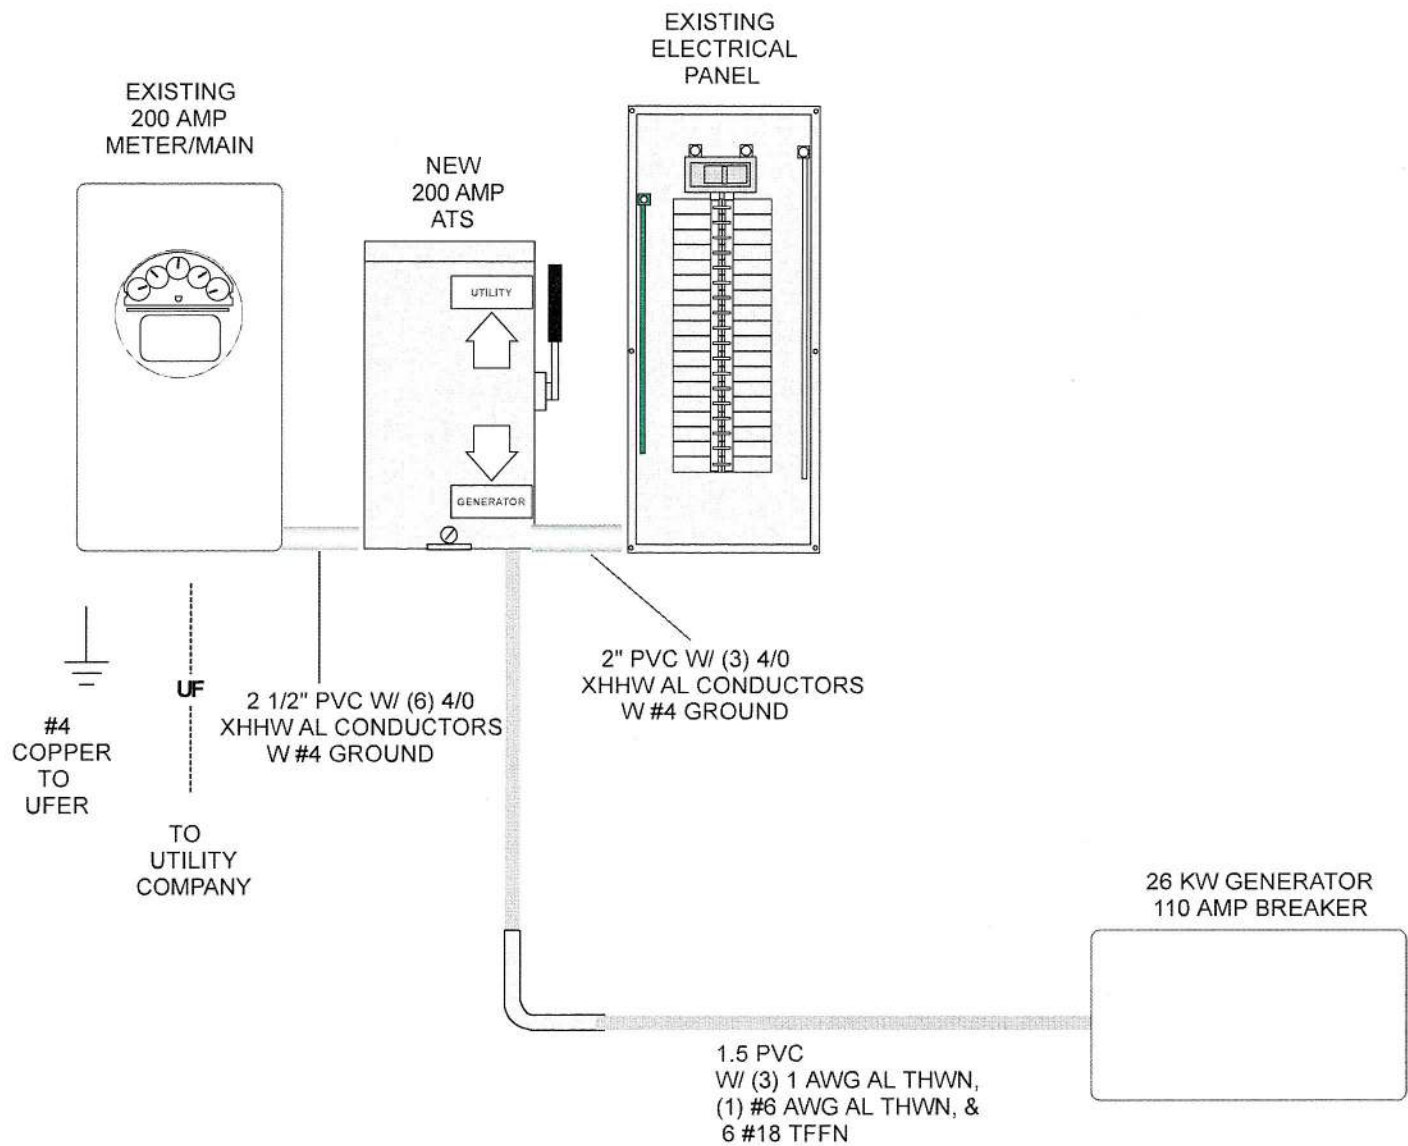 EXISTING
ELECTRICAL
PANEL
EXISTING
200 AMP
METER/MAIN
NEW
200 AMP
ATS
UTILITY
GENERATOR
2" PVC W/ (3) 4/0
XHHW AL CONDUCTORS
W #4 GROUND
UF
2 1/2" PVC W/ (6) 4/0
XHHW AL CONDUCTORS
W #4 GROUND
#4
COPPER
TO
UFER
TO
UTILITY
COMPANY
26 KW GENERATOR
110 AMP BREAKER
1.5 PVC
W/ (3) 1 AWG AL THWN,
(1) #6 AWG AL THWN, &
6 #18 TFFN